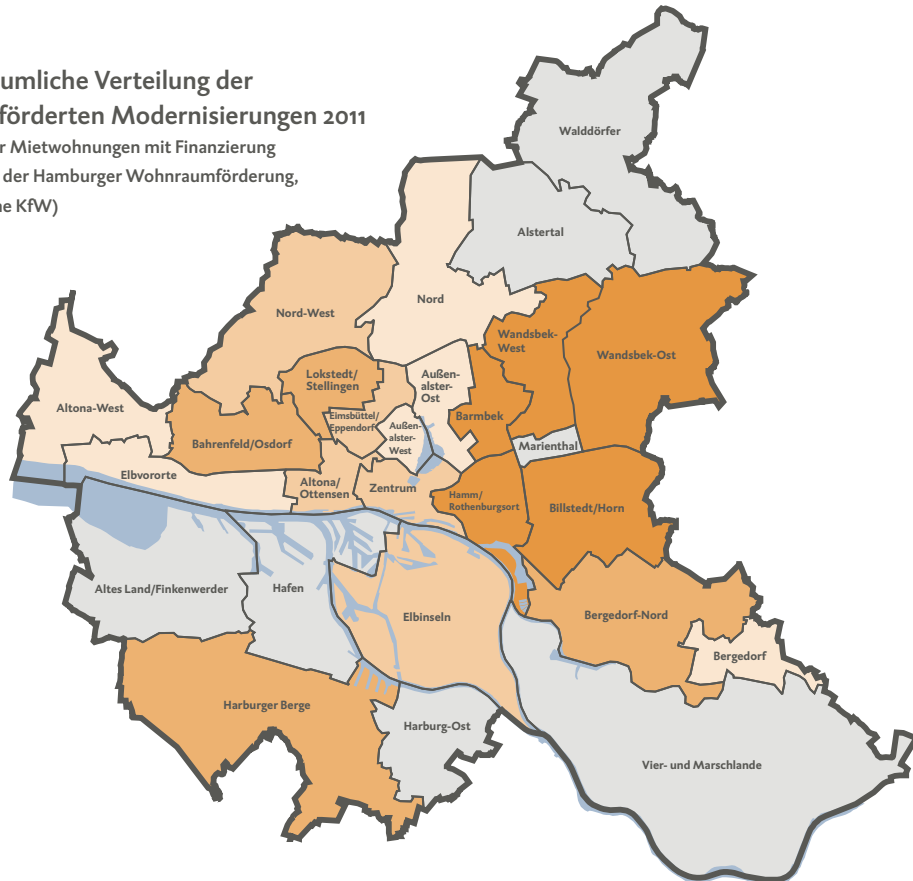 umliche Verteilung der
förderten Modernisierungen 2011
r Mietwohnungen mit Finanzierung
der Hamburger Wohnraumförderung,
ne KfW)
Walddörfer
Alstertal
Nord
Nord-West
Wandsbek-
West
Wandsbek-Ost
Lokstedt/
Stellingen
Außen-
alster-
Ost
Altona-West
Eimsbüttel/
Eppendorf
Außen-
alster-
West
Barmbek
Bahrenfeld/Osdorf
Marienthal
Elbvororte
Altona/
Ottensen
Zentrum
Hamm/
Rothenburgsort
Billstedt/Horn
Altes Land/Finkenwerder
Hafen
Elbinseln
Bergedorf-Nord
Bergedorf
Harburger Berge
Harburg-Ost
Vier- und Marschlande